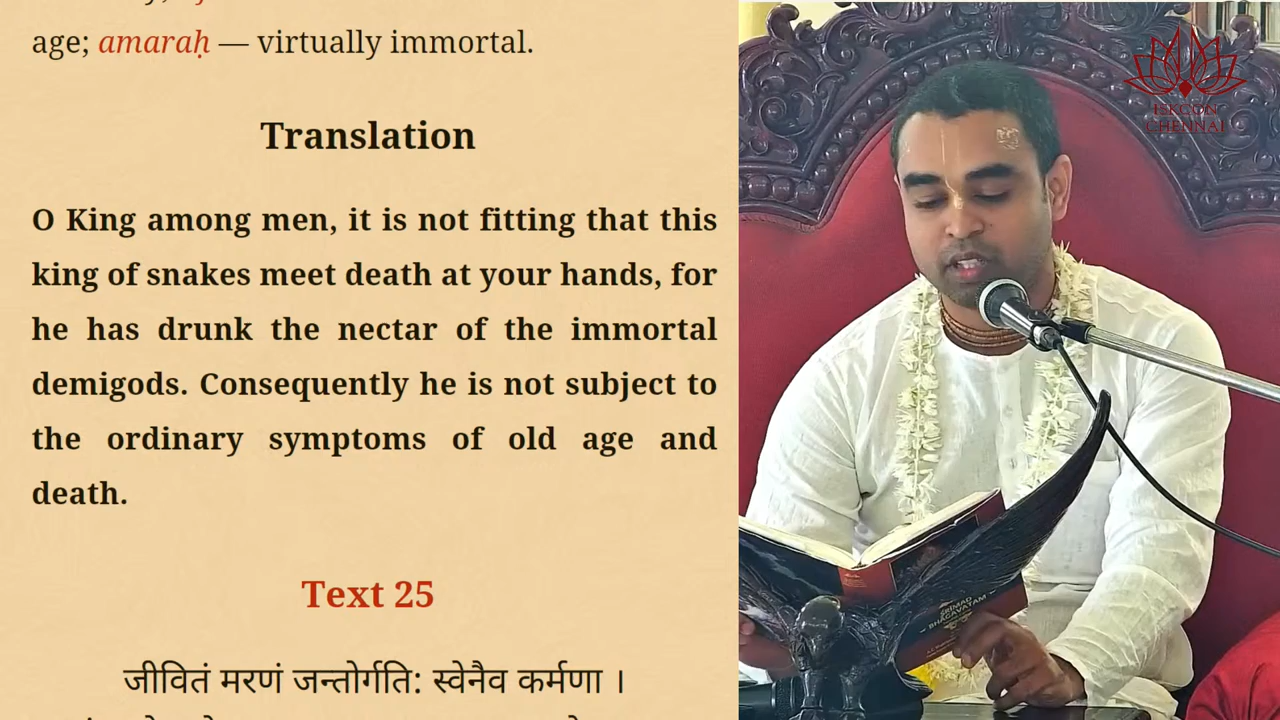 age; amaraḥ — virtually immortal.
Translation
O King among men, it is not fitting that this
king of snakes meet death at your hands, for
he has drunk the nectar of the immortal
demigods. Consequently he is not subject to
the ordinary symptoms of old age and
death.
Text 25
जीवितं मरणं जन्तोर्गति: स्वेनैव कर्मणा ।
ISKCON
CHENNAI
SRIMAD
BHAGAVATAM